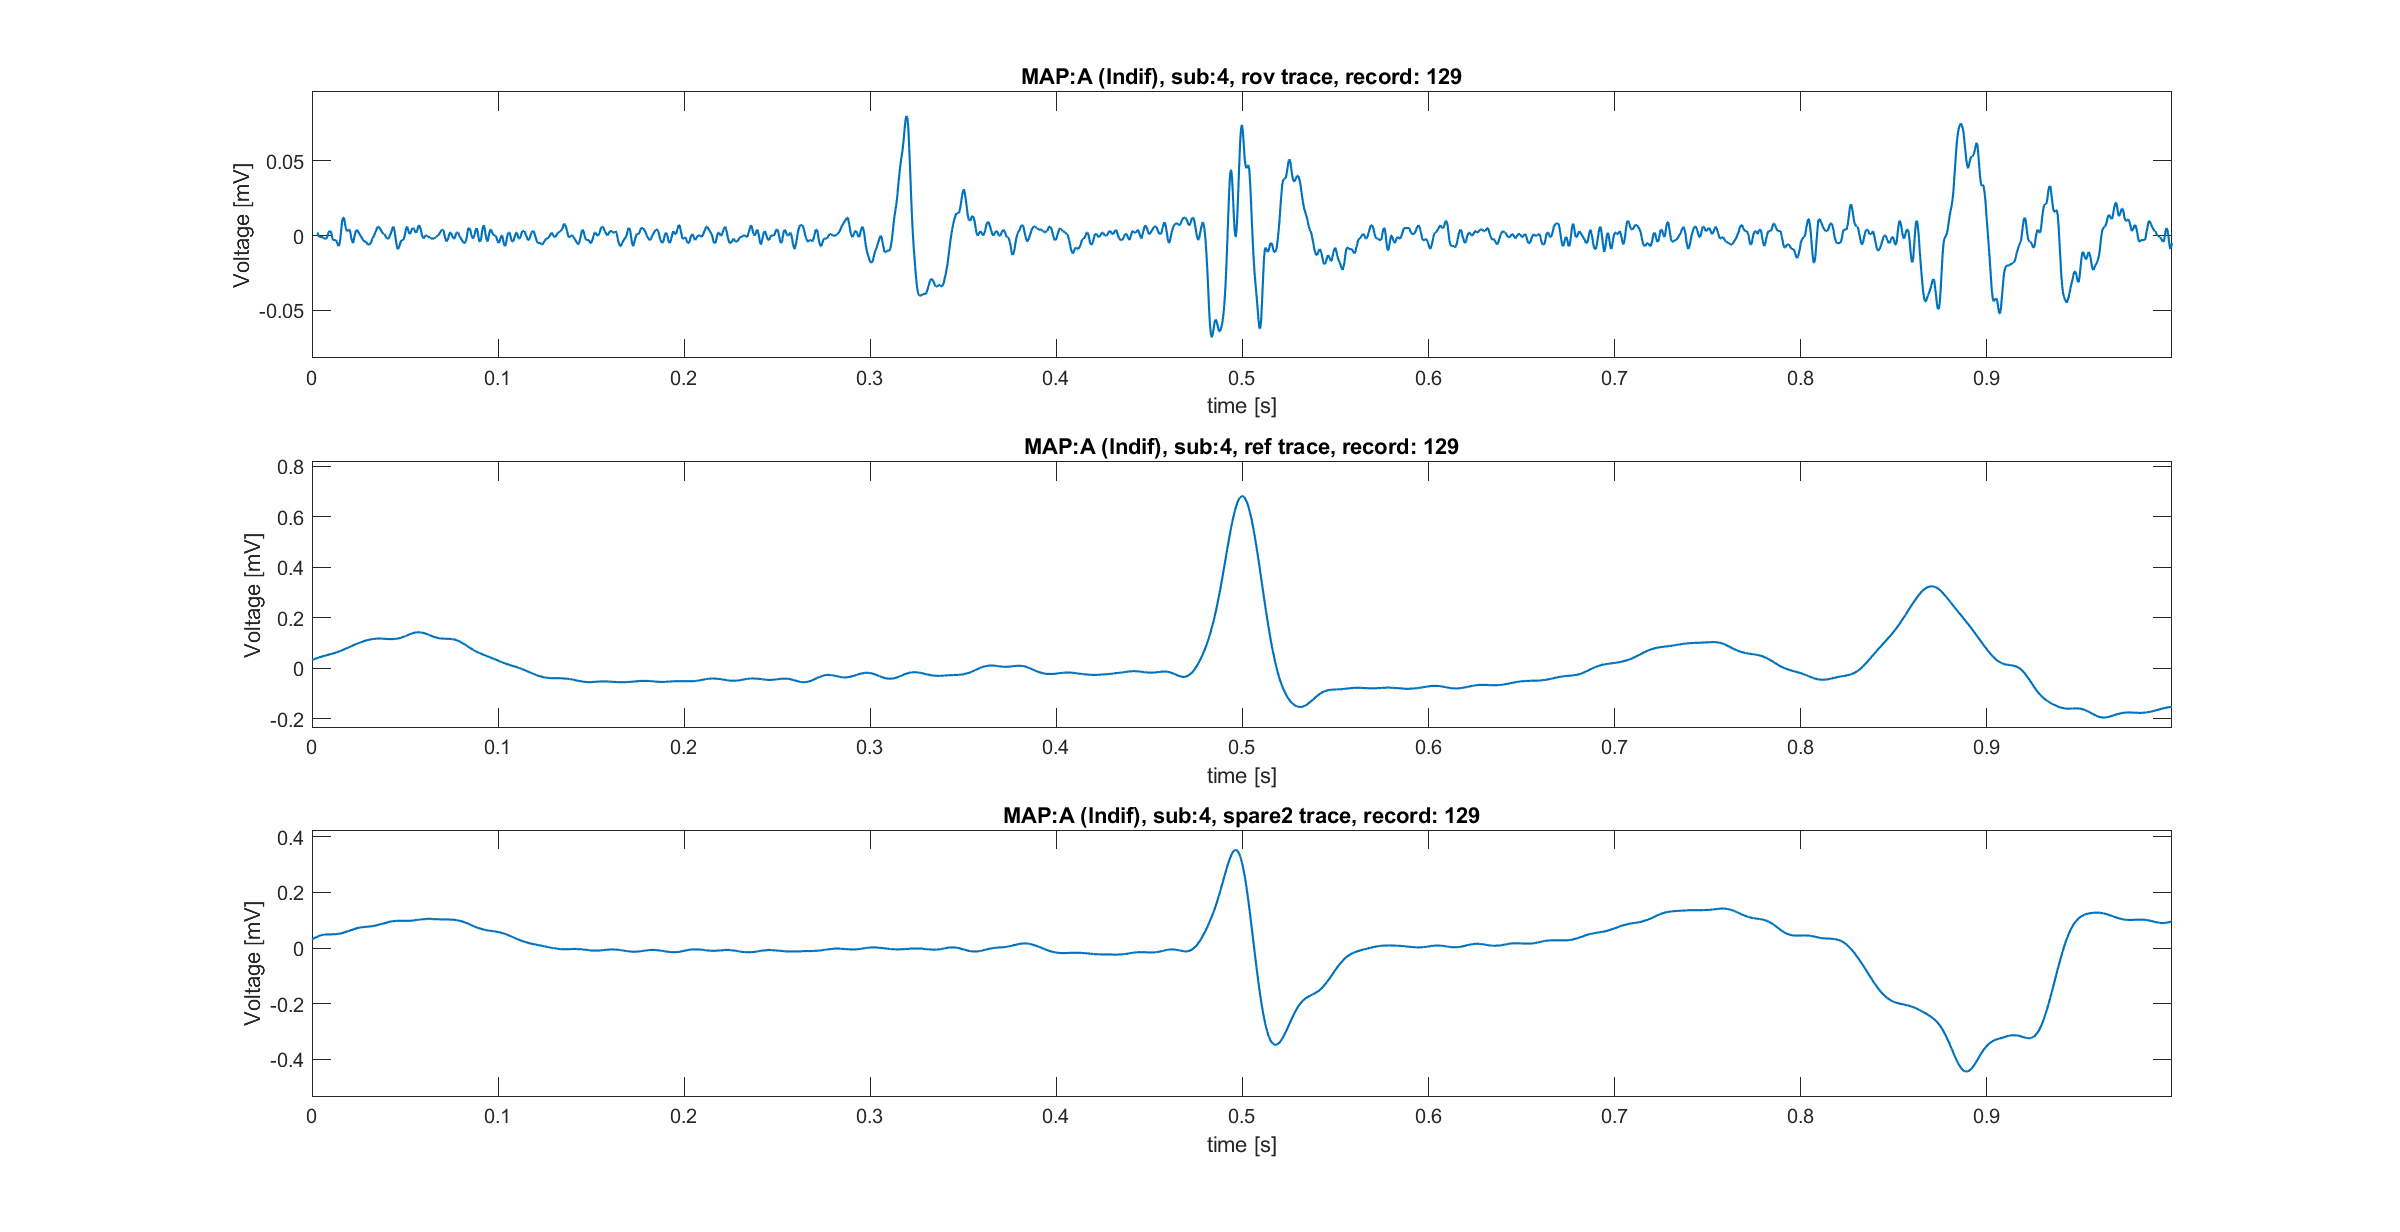 MAP:A (Indif), sub:4, rov trace, record: 129
Voltage [mV]
0.05
0
-0.05
0 0.1 0.2 0.3 0.4 0.5 0.6 0.7 0.8 0.9
time [s]
MAP:A (Indif), sub:4, ref trace, record: 129
Voltage [mV]
0.8
0.6
0.4
0.2
0
-0.2
0 0.1 0.2 0.3 0.4 0.5 0.6 0.7 0.8 0.9
time [s]
MAP:A (Indif), sub:4, spare2 trace, record: 129
Voltage [mV]
0.4
0.2
0
-0.2
-0.4
0 0.1 0.2 0.3 0.4 0.5 0.6 0.7 0.8 0.9
time [s]